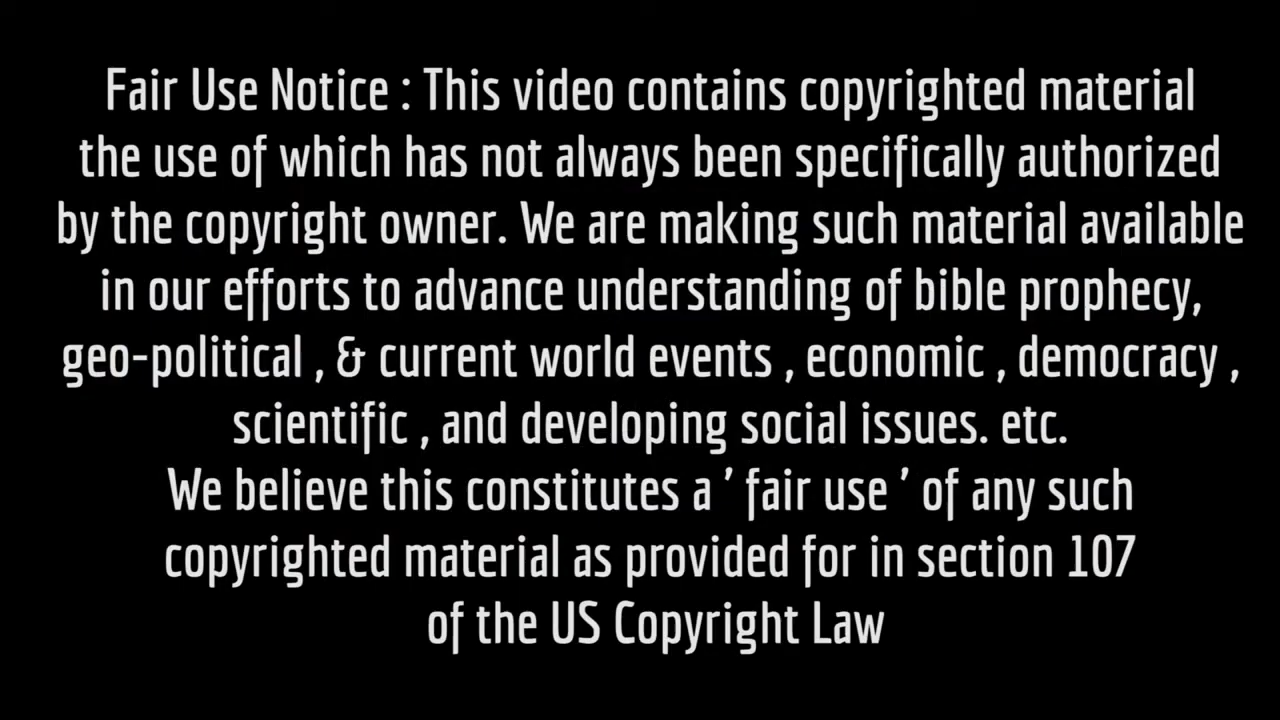 Fair Use Notice : This video contains copyrighted material
the use of which has not always been specifically authorized
by the copyright owner. We are making such material available
in our efforts to advance understanding of bible prophecy,
geo-political , & current world events , economic , democracy ,
scientific , and developing social issues. etc.
We believe this constitutes a ' fair use ' of any such
copyrighted material as provided for in section 107
of the US Copyright Law